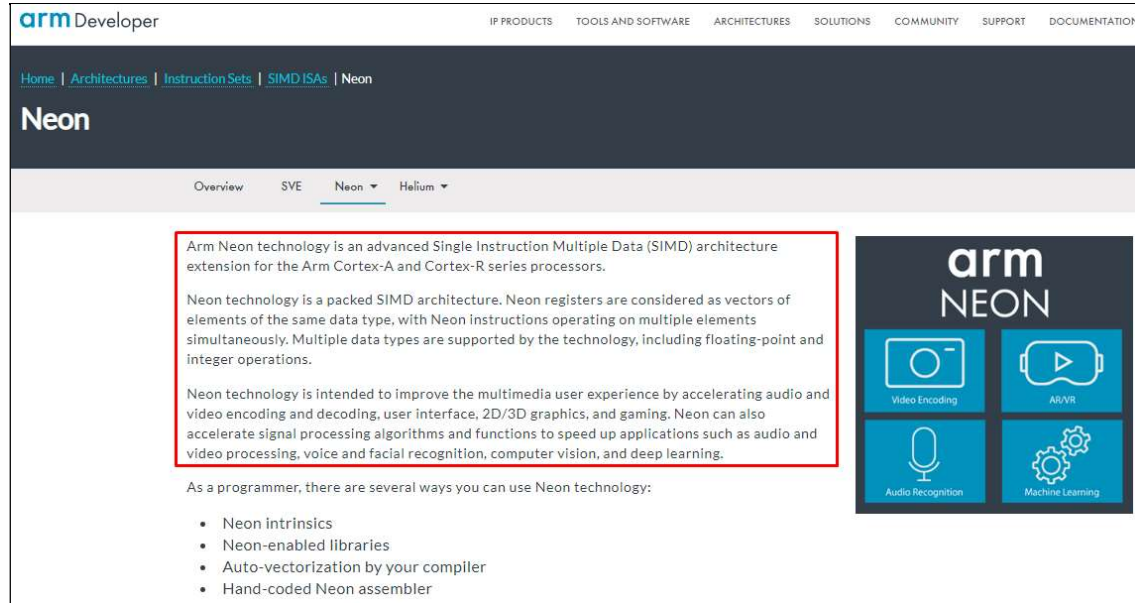 arm Developer
IP PRODUCTS TOOLS AND SOFTWARE ARCHITECTURES SOLUTIONS COMMUNITY SUPPORT DOCUMENTATION
Home | Architectures | Instruction Sets | SIMD ISAs | Neon
Neon
Overview SVE Neon Helium
Arm Neon technology is an advanced Single Instruction Multiple Data (SIMD) architecture
extension for the Arm Cortex-A and Cortex-R series processors.
Neon technology is a packed SIMD architecture. Neon registers are considered as vectors of
elements of the same data type, with Neon instructions operating on multiple elements
simultaneously. Multiple data types are supported by the technology, including floating-point and
integer operations.
Neon technology is intended to improve the multimedia user experience by accelerating audio and
video encoding and decoding, user interface, 2D/3D graphics, and gaming. Neon can also
accelerate signal processing algorithms and functions to speed up applications such as audio and
video processing, voice and facial recognition, computer vision, and deep learning.
As a programmer, there are several ways you can use Neon technology:
• Neon intrinsics
• Neon-enabled libraries
• Auto-vectorization by your compiler
• Hand-coded Neon assembler
arm
NEON
Video Encoding
AR/VR
Audio Recognition
Machine Learning